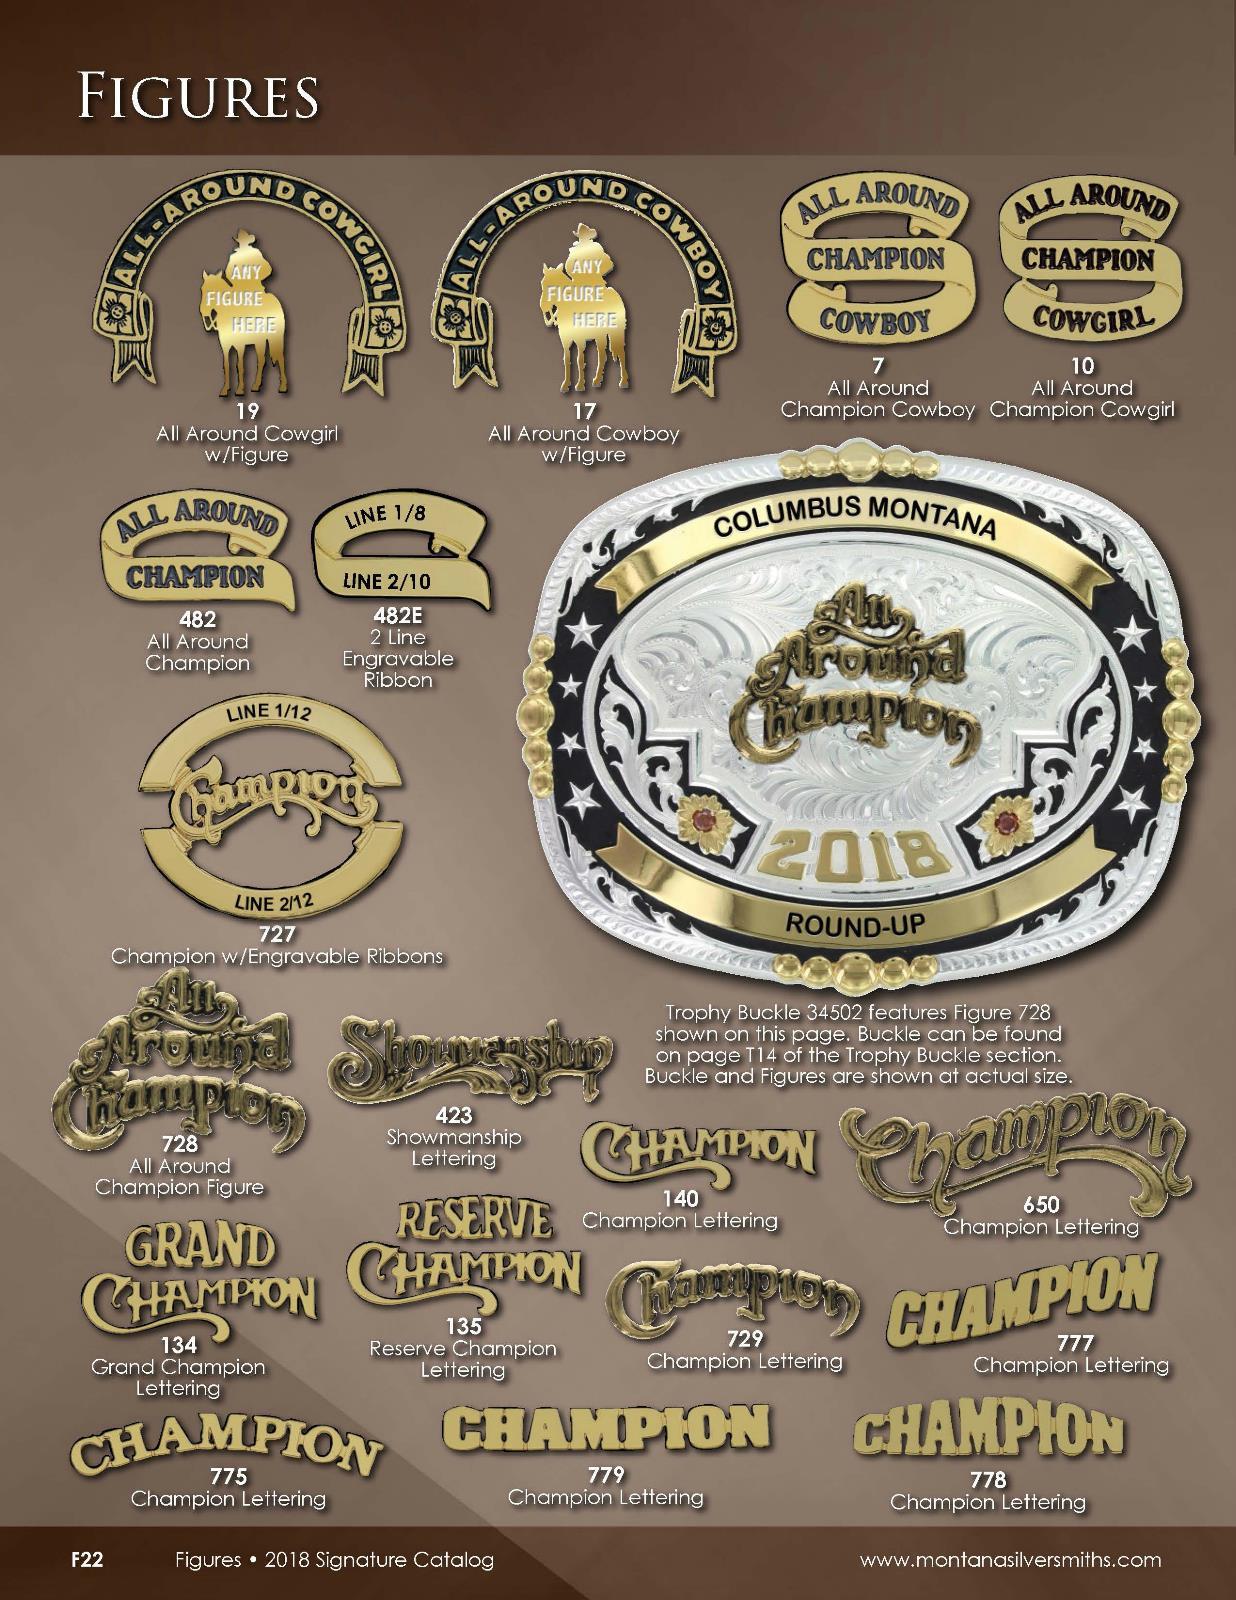 FIGURES
ALL-AROUND COWGIRL
ANY
FIGURE
HERE
19
All Around Cowgirl
w/Figure
ALL-AROUND COWBOY
ANY
FIGURE
HERE
17
All Around Cowboy
w/Figure
ALL AROUND
CHAMPION
COWBOY
7
All Around
Champion Cowboy
ALL AROUND
CHAMPION
COWGIRL
10
All Around
Champion Cowgirl
ALL AROUND
CHAMPION
482
All Around
Champion
LINE 1/8
LINE 2/10
482E
2 Line
Engravable
Ribbon
COLUMBUS MONTANA
All
Around
Champion
2018
ROUND-UP
LINE 1/12
Champion
LINE 2/12
727
Champion w/Engravable Ribbons
Trophy Buckle 34502 features Figure 728
shown on this page. Buckle can be found
on page T14 of the Trophy Buckle section.
Buckle and Figures are shown at actual size.
All
Around
Champion
728
All Around
Champion Figure
Showmanship
423
Showmanship
Lettering
CHAMPION
140
Champion Lettering
Champion
650
Champion Lettering
GRAND
CHAMPION
134
Grand Champion
Lettering
RESERVE
CHAMPION
135
Reserve Champion
Lettering
Champion
729
Champion Lettering
CHAMPION
777
Champion Lettering
CHAMPION
775
Champion Lettering
CHAMPION
779
Champion Lettering
CHAMPION
778
Champion Lettering
F22 Figures • 2018 Signature Catalog www.montanasilversmiths.com